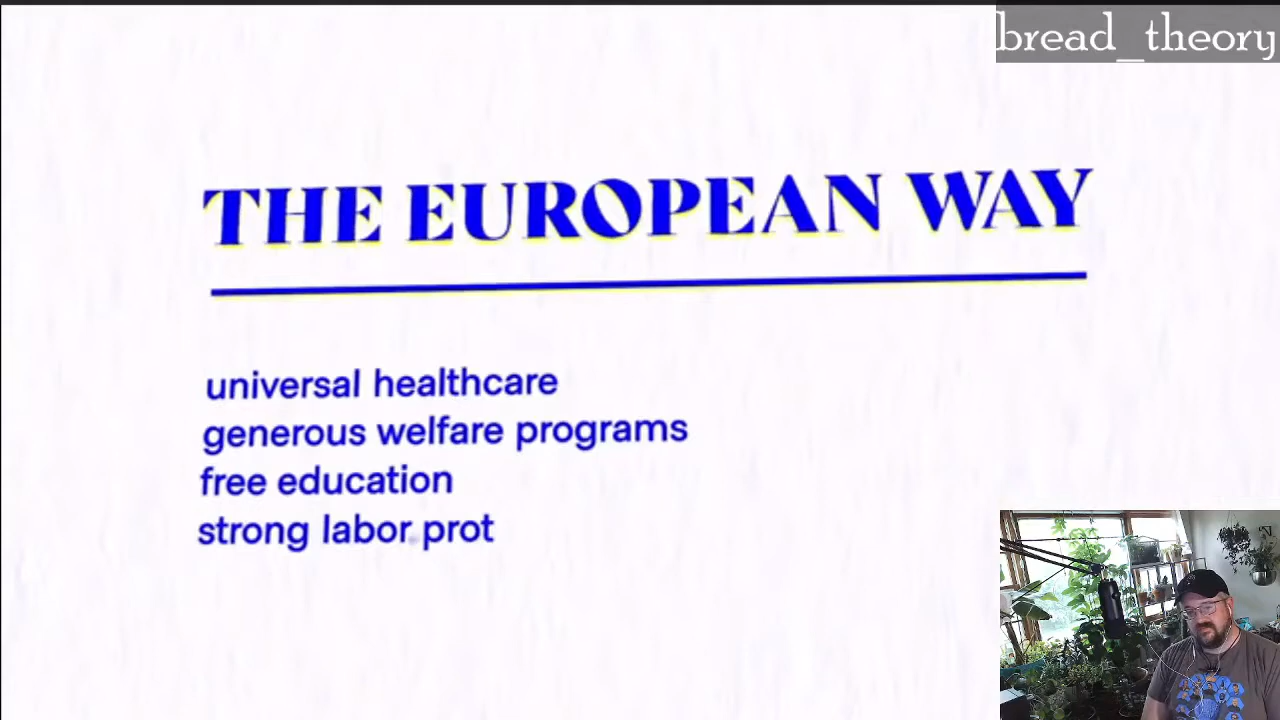 bread_theory
THE EUROPEAN WAY
universal healthcare
generous welfare programs
free education
strong labor prot